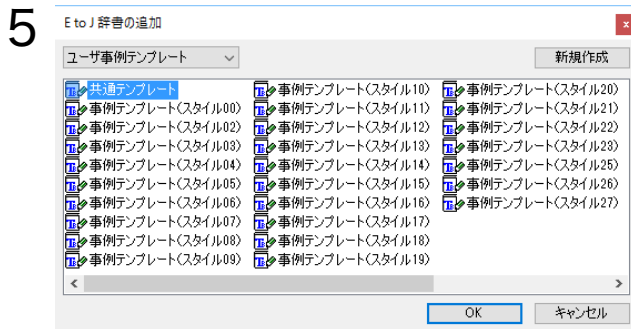 5
E to J 辞書の追加
x
ユーザ事例テンプレート
新規作成
共通テンプレート
事例テンプレート(スタイル00)
事例テンプレート(スタイル02)
事例テンプレート(スタイル03)
事例テンプレート(スタイル04)
事例テンプレート(スタイル05)
事例テンプレート(スタイル06)
事例テンプレート(スタイル07)
事例テンプレート(スタイル08)
事例テンプレート(スタイル09)
事例テンプレート(スタイル10)
事例テンプレート(スタイル11)
事例テンプレート(スタイル12)
事例テンプレート(スタイル13)
事例テンプレート(スタイル14)
事例テンプレート(スタイル15)
事例テンプレート(スタイル16)
事例テンプレート(スタイル17)
事例テンプレート(スタイル18)
事例テンプレート(スタイル19)
事例テンプレート(スタイル20)
事例テンプレート(スタイル21)
事例テンプレート(スタイル22)
事例テンプレート(スタイル23)
事例テンプレート(スタイル25)
事例テンプレート(スタイル26)
事例テンプレート(スタイル27)
OK
キャンセル